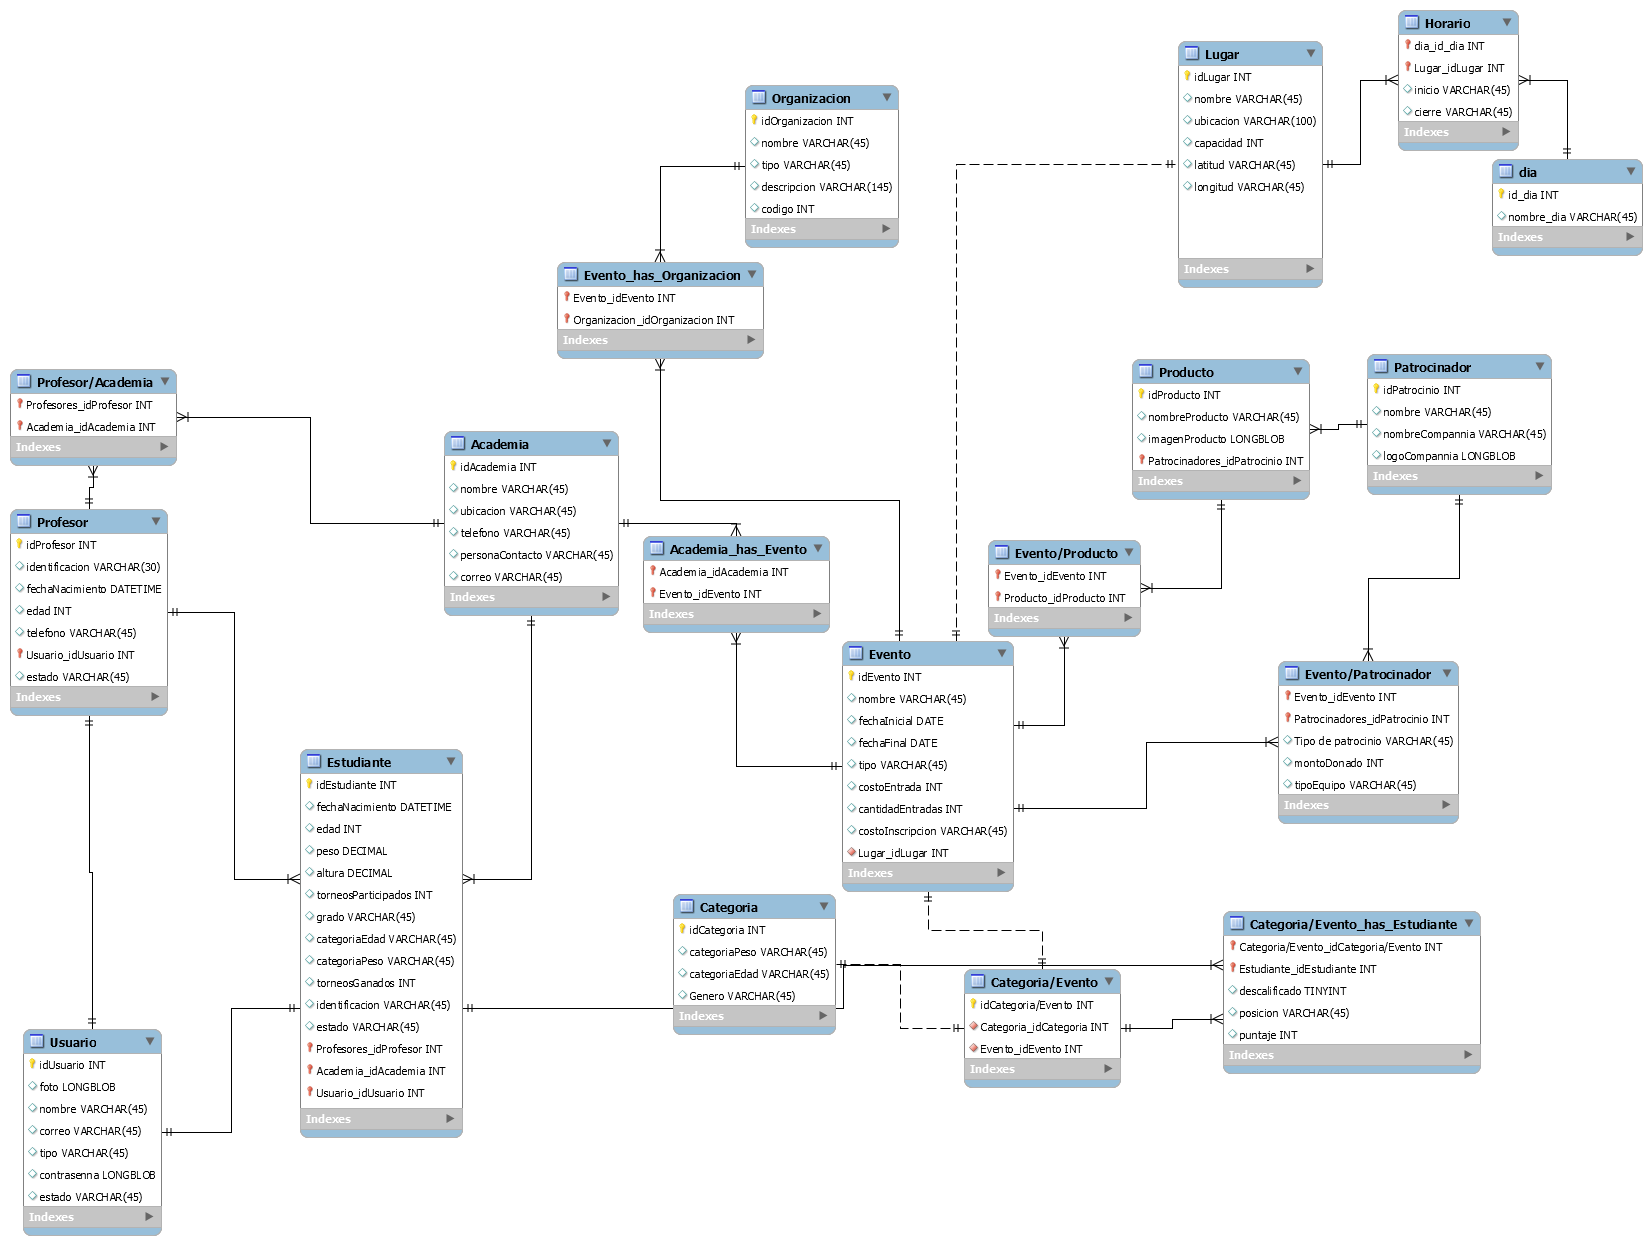 Horario
dia_id_dia INT
Lugar_idLugar INT
inicio VARCHAR(45)
cierre VARCHAR(45)
Indexes
Lugar
idLugar INT
nombre VARCHAR(45)
ubicacion VARCHAR(100)
capacidad INT
latitud VARCHAR(45)
longitud VARCHAR(45)
Indexes
Organizacion
idOrganizacion INT
nombre VARCHAR(45)
tipo VARCHAR(45)
descripcion VARCHAR(145)
codigo INT
Indexes
dia
id_dia INT
nombre_dia VARCHAR(45)
Indexes
Evento_has_Organizacion
Evento_idEvento INT
Organizacion_idOrganizacion INT
Indexes
Profesor/Academia
Profesores_idProfesor INT
Academia_idAcademia INT
Indexes
Producto
idProducto INT
nombreProducto VARCHAR(45)
imagenProducto LONGBLOB
Patrocinadores_idPatrocinio INT
Indexes
Patrocinador
idPatrocinio INT
nombre VARCHAR(45)
nombreCompannia VARCHAR(45)
logoCompannia LONGBLOB
Indexes
Academia
idAcademia INT
nombre VARCHAR(45)
ubicacion VARCHAR(45)
telefono VARCHAR(45)
personaContacto VARCHAR(45)
correo VARCHAR(45)
Indexes
Profesor
idProfesor INT
identificacion VARCHAR(30)
fechaNacimiento DATETIME
edad INT
telefono VARCHAR(45)
Usuario_idUsuario INT
estado VARCHAR(45)
Indexes
Academia_has_Evento
Academia_idAcademia INT
Evento_idEvento INT
Indexes
Evento/Producto
Evento_idEvento INT
Producto_idProducto INT
Indexes
Evento
idEvento INT
nombre VARCHAR(45)
fechaInicial DATE
fechaFinal DATE
tipo VARCHAR(45)
costoEntrada INT
cantidadEntradas INT
costoInscripcion VARCHAR(45)
Lugar_idLugar INT
Indexes
Evento/Patrocinador
Evento_idEvento INT
Patrocinadores_idPatrocinio INT
Tipo de patrocinio VARCHAR(45)
montoDonado INT
tipoEquipo VARCHAR(45)
Indexes
Estudiante
idEstudiante INT
fechaNacimiento DATETIME
edad INT
peso DECIMAL
altura DECIMAL
torneosParticipados INT
grado VARCHAR(45)
categoriaEdad VARCHAR(45)
categoriaPeso VARCHAR(45)
torneosGanados INT
identificacion VARCHAR(45)
estado VARCHAR(45)
Profesores_idProfesor INT
Academia_idAcademia INT
Usuario_idUsuario INT
Indexes
Categoria
idCategoria INT
categoriaPeso VARCHAR(45)
categoriaEdad VARCHAR(45)
Genero VARCHAR(45)
Indexes
Categoria/Evento
idCategoria/Evento INT
Categoria_idCategoria INT
Evento_idEvento INT
Indexes
Categoria/Evento_has_Estudiante
Categoria/Evento_idCategoria/Evento INT
Estudiante_idEstudiante INT
descalificado TINYINT
posicion VARCHAR(45)
puntaje INT
Indexes
Usuario
idUsuario INT
foto LONGBLOB
nombre VARCHAR(45)
correo VARCHAR(45)
tipo VARCHAR(45)
contrasenna LONGBLOB
estado VARCHAR(45)
Indexes